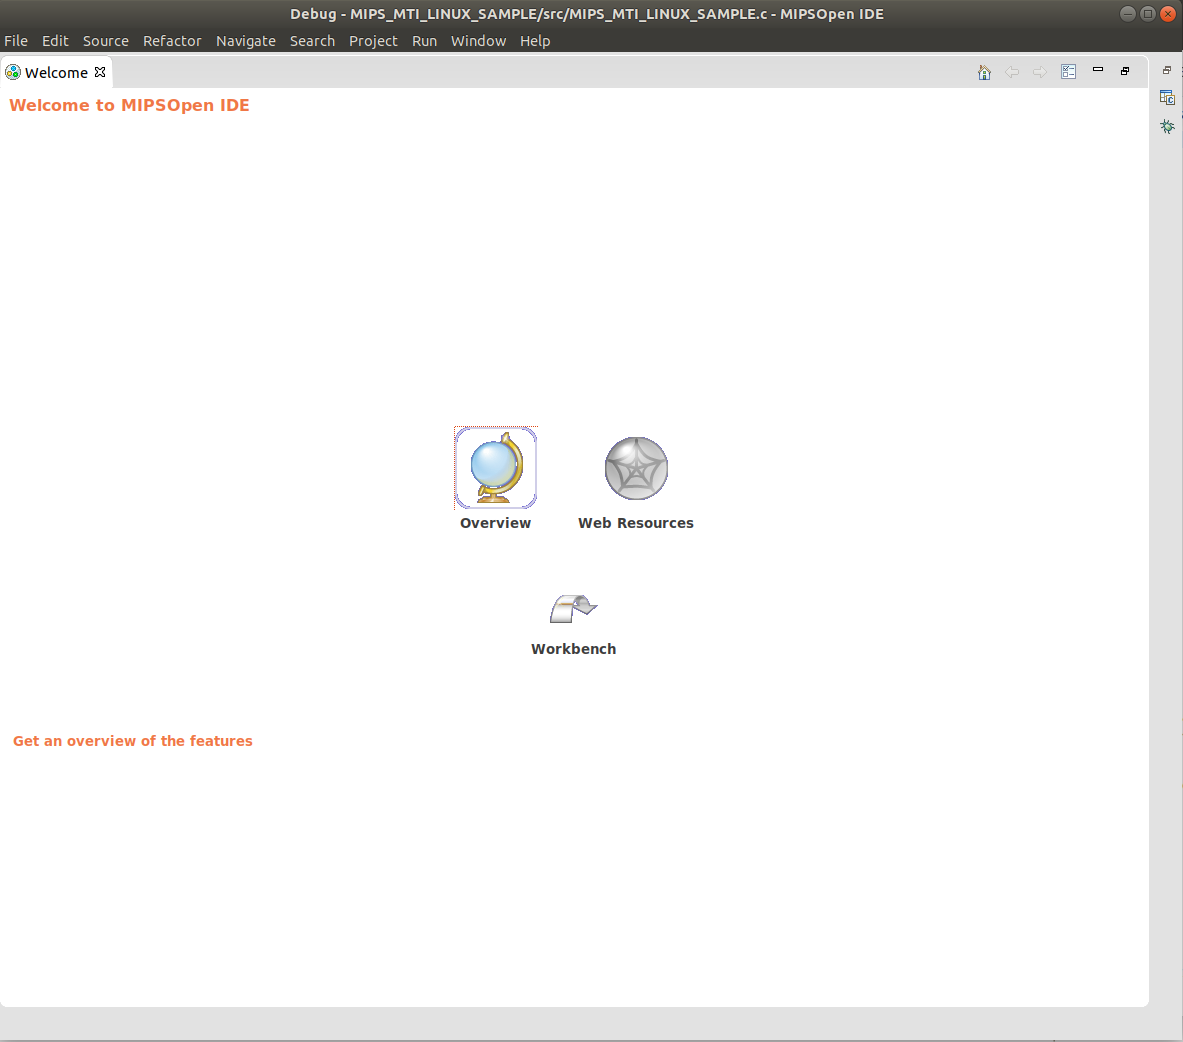 Debug - MIPS_MTI_LINUX_SAMPLE/src/MIPS_MTI_LINUX_SAMPLE.c - MIPSOpen IDE
File Edit Source Refactor Navigate Search Project Run Window Help
Welcome
Welcome to MIPSOpen IDE
Overview Web Resources
Workbench
Get an overview of the features